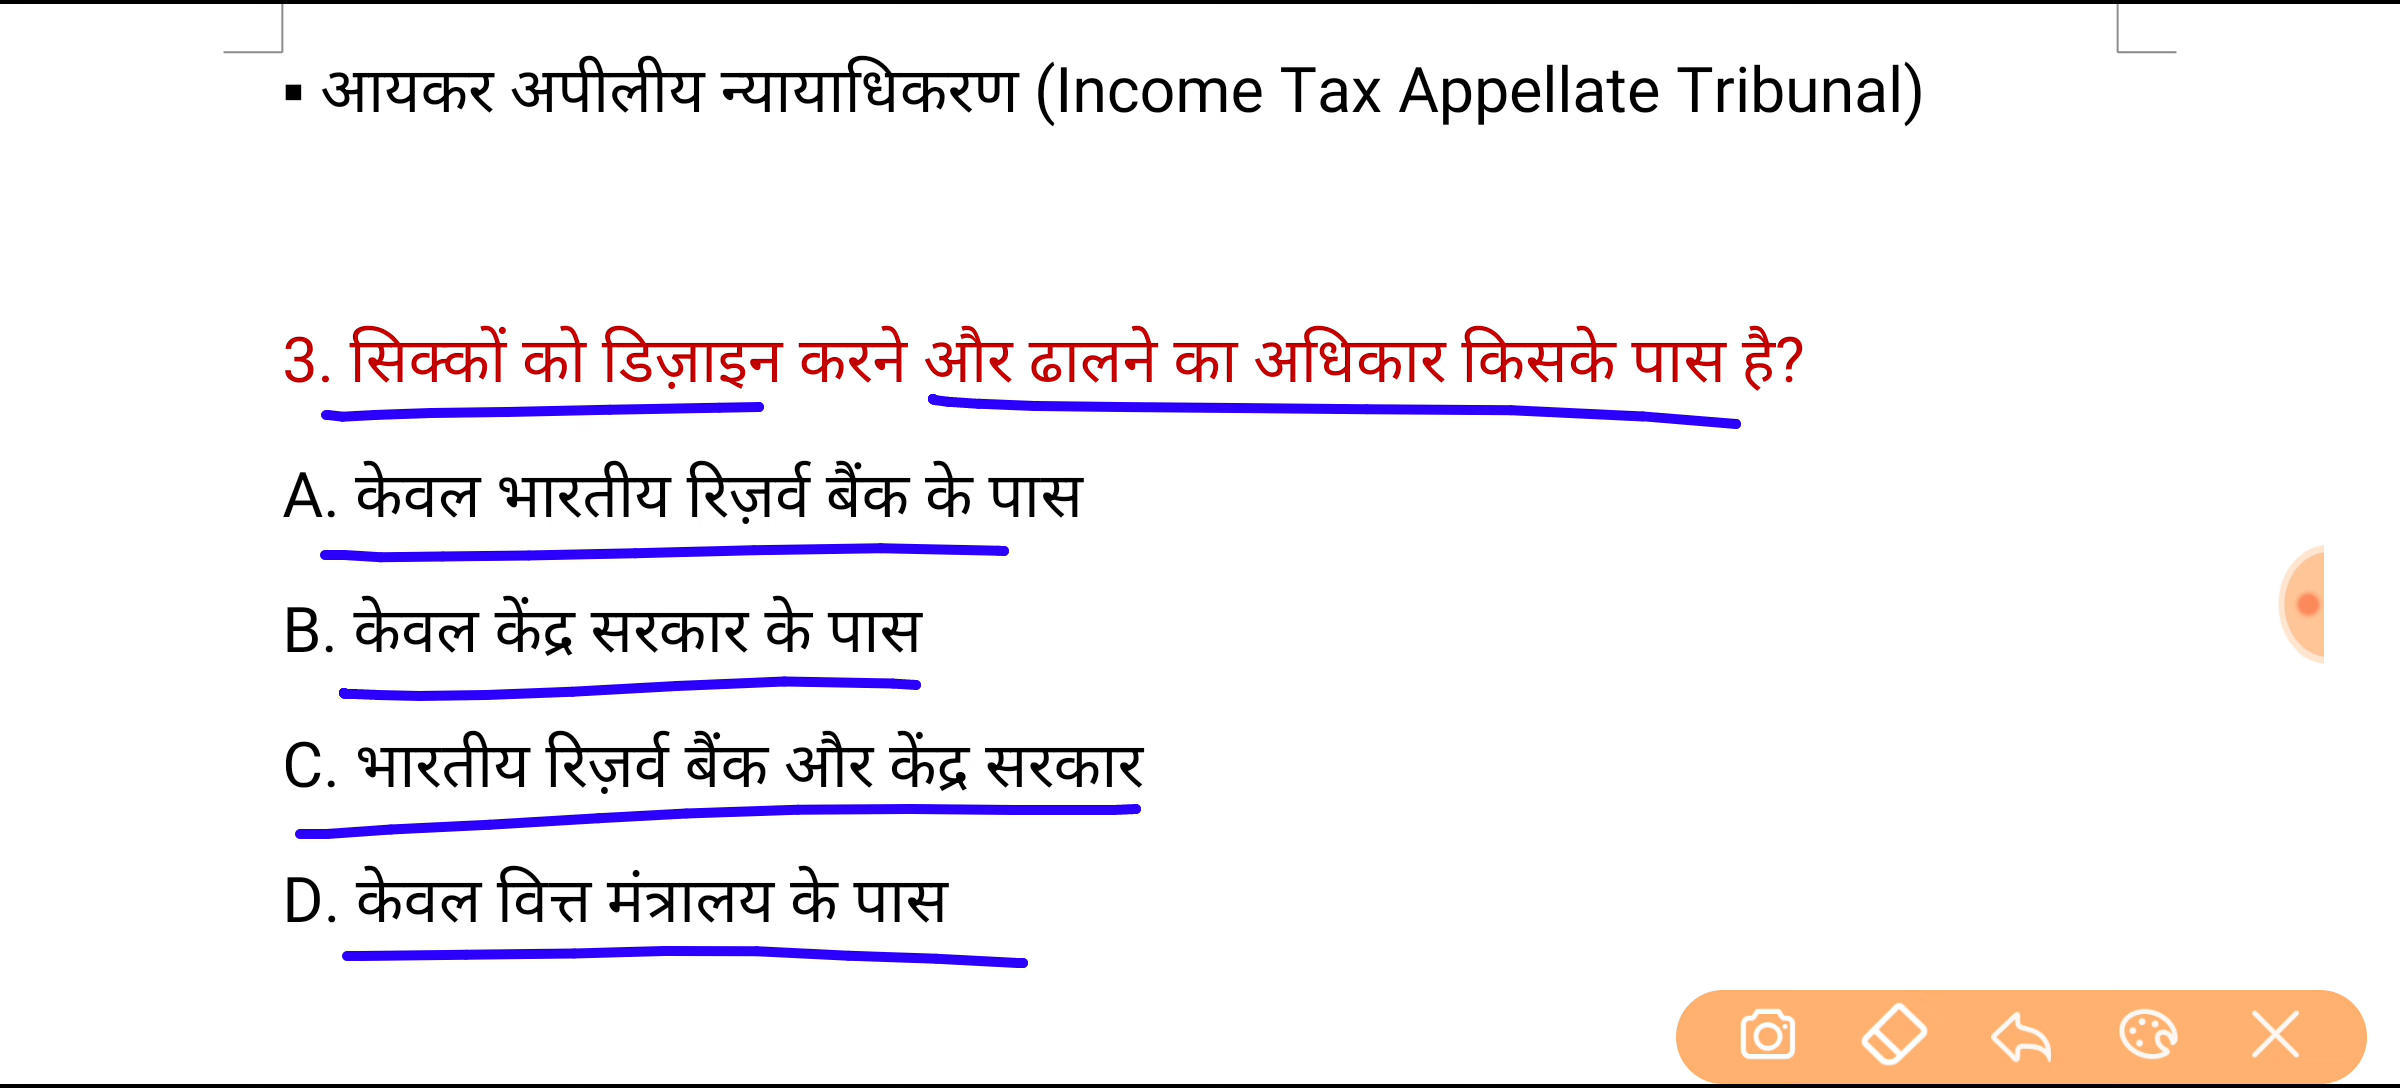 ▪ आयकर अपीलीय न्यायाधिकरण (Income Tax Appellate Tribunal)
3. सिक्कों को डिज़ाइन करने और ढालने का अधिकार किसके पास है?
A. केवल भारतीय रिज़र्व बैंक के पास
B. केवल केंद्र सरकार के पास
C. भारतीय रिज़र्व बैंक और केंद्र सरकार
D. केवल वित्त मंत्रालय के पास